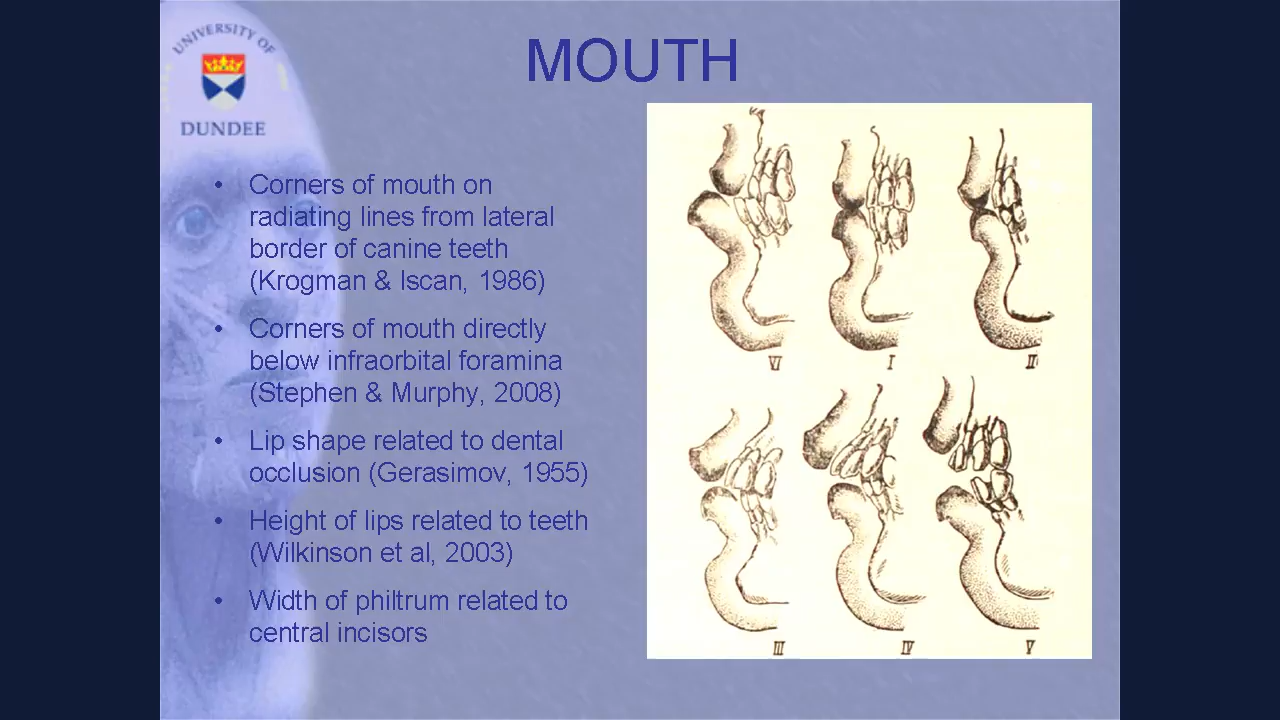 UNIVERSITY OF
DUNDEE
MOUTH
• Corners of mouth on
radiating lines from lateral
border of canine teeth
(Krogman & Iscan, 1986)
• Corners of mouth directly
below infraorbital foramina
(Stephen & Murphy, 2008)
• Lip shape related to dental
occlusion (Gerasimov, 1955)
• Height of lips related to teeth
(Wilkinson et al, 2003)
• Width of philtrum related to
central incisors
VI I II
III IV V